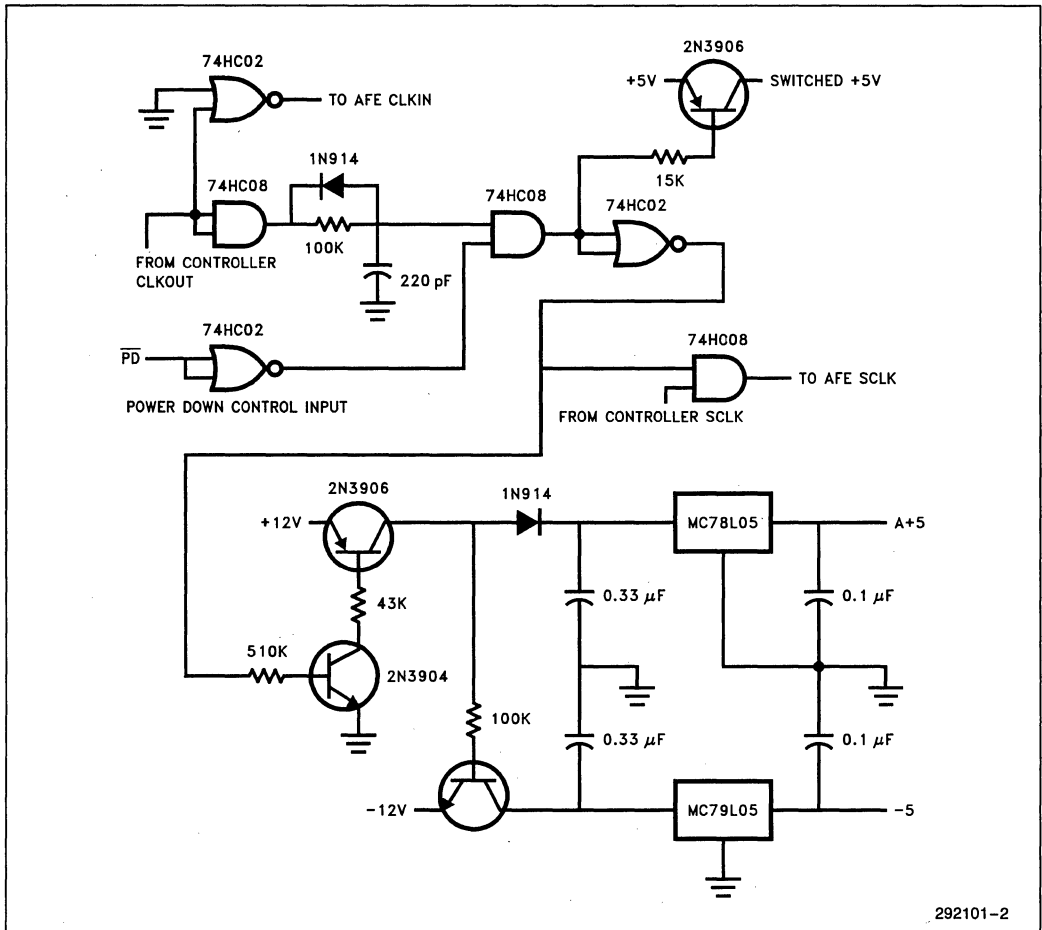 2N3906
74HC02
+5V
SWITCHED +5V
TO AFE CLKIN
1N914
15K
74HC08
74HC08
74HC02
100K
FROM CONTROLLER
CLKOUT
220 pF
74HC02
74HC08
PD
TO AFE SCLK
POWER DOWN CONTROL INPUT
FROM CONTROLLER SCLK
2N3906
1N914
+12V
MC78L05
A+5
43K
0.33 µF
0.1 µF
510K
2N3904
100K
0.33 µF
0.1 µF
-12V
MC79L05
-5
292101-2